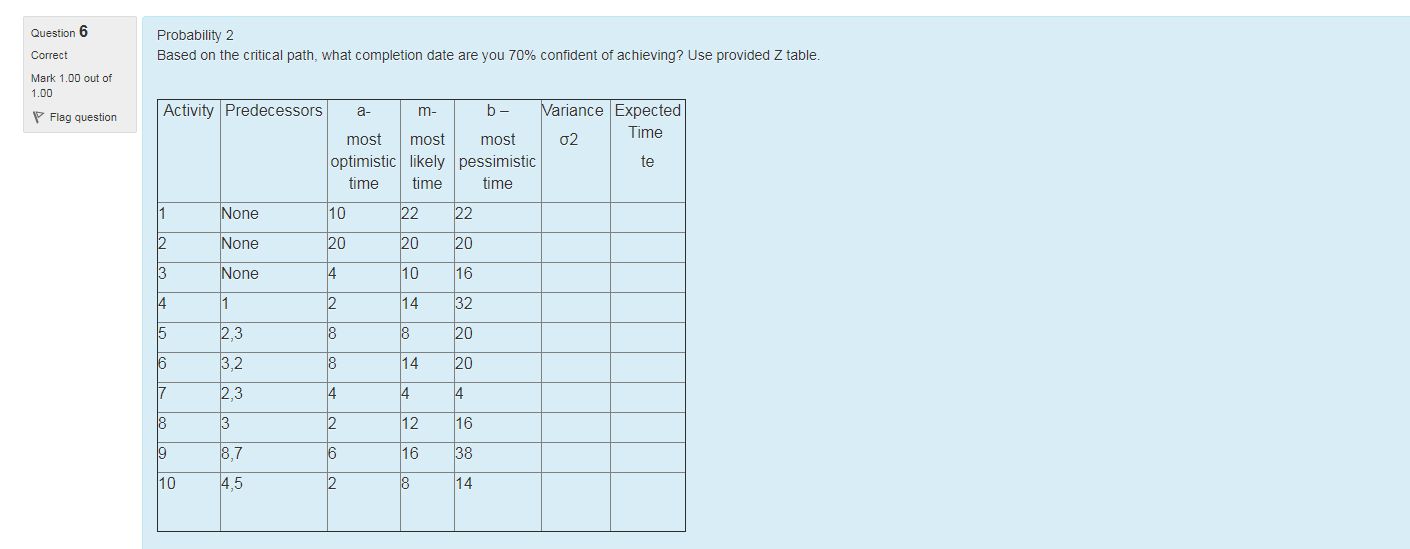 Question 6
Correct
Mark 1.00 out of
1.00
Flag question
Probability 2
Based on the critical path, what completion date are you 70% confident of achieving? Use provided Z table.
Activity Predecessors a- most optimistic time m- most likely time b – most pessimistic time Variance σ2 Expected Time te
1 None 10 22 22
2 None 20 20 20
3 None 4 10 16
4 1 2 14 32
5 2,3 8 8 20
6 3,2 8 14 20
7 2,3 4 4 4
8 3 2 12 16
9 8,7 6 16 38
10 4,5 2 8 14